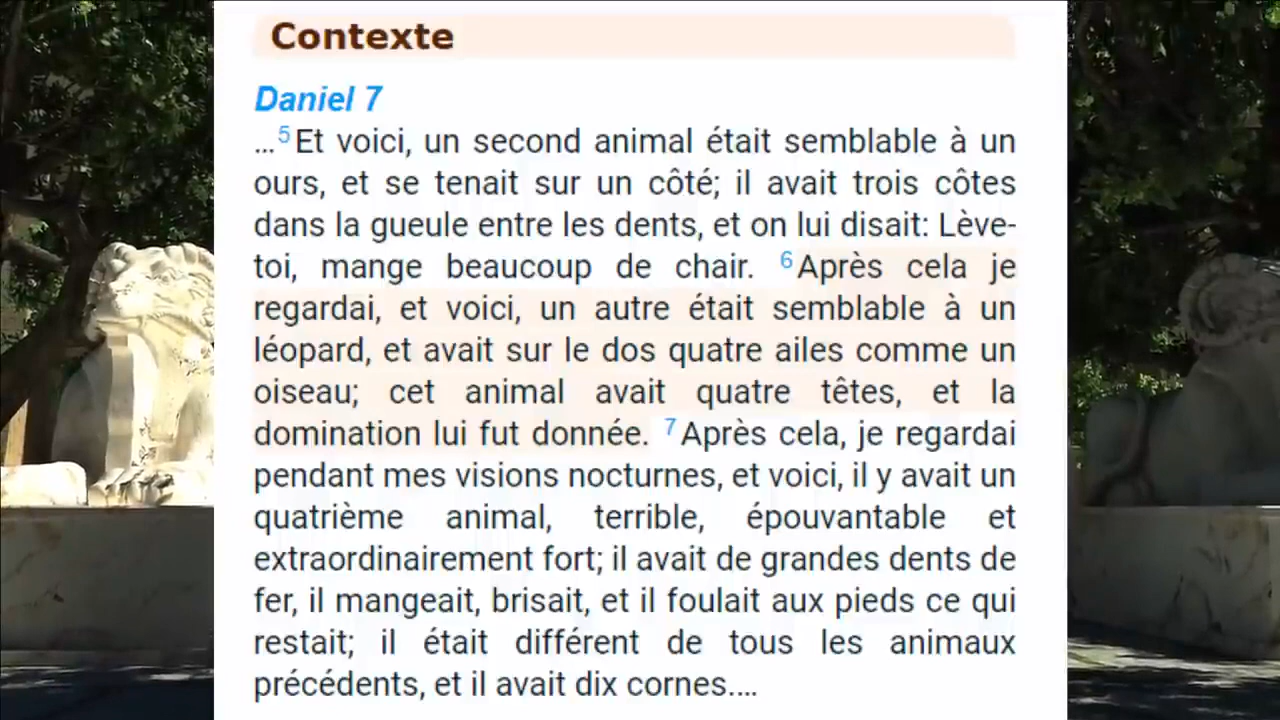 Contexte
Daniel 7
…5Et voici, un second animal était semblable à un
ours, et se tenait sur un côté; il avait trois côtes
dans la gueule entre les dents, et on lui disait: Lève-
toi, mange beaucoup de chair. 6Après cela je
regardai, et voici, un autre était semblable à un
léopard, et avait sur le dos quatre ailes comme un
oiseau; cet animal avait quatre têtes, et la
domination lui fut donnée. 7Après cela, je regardai
pendant mes visions nocturnes, et voici, il y avait un
quatrième animal, terrible, épouvantable et
extraordinairement fort; il avait de grandes dents de
fer, il mangeait, brisait, et il foulait aux pieds ce qui
restait; il était différent de tous les animaux
précédents, et il avait dix cornes.…